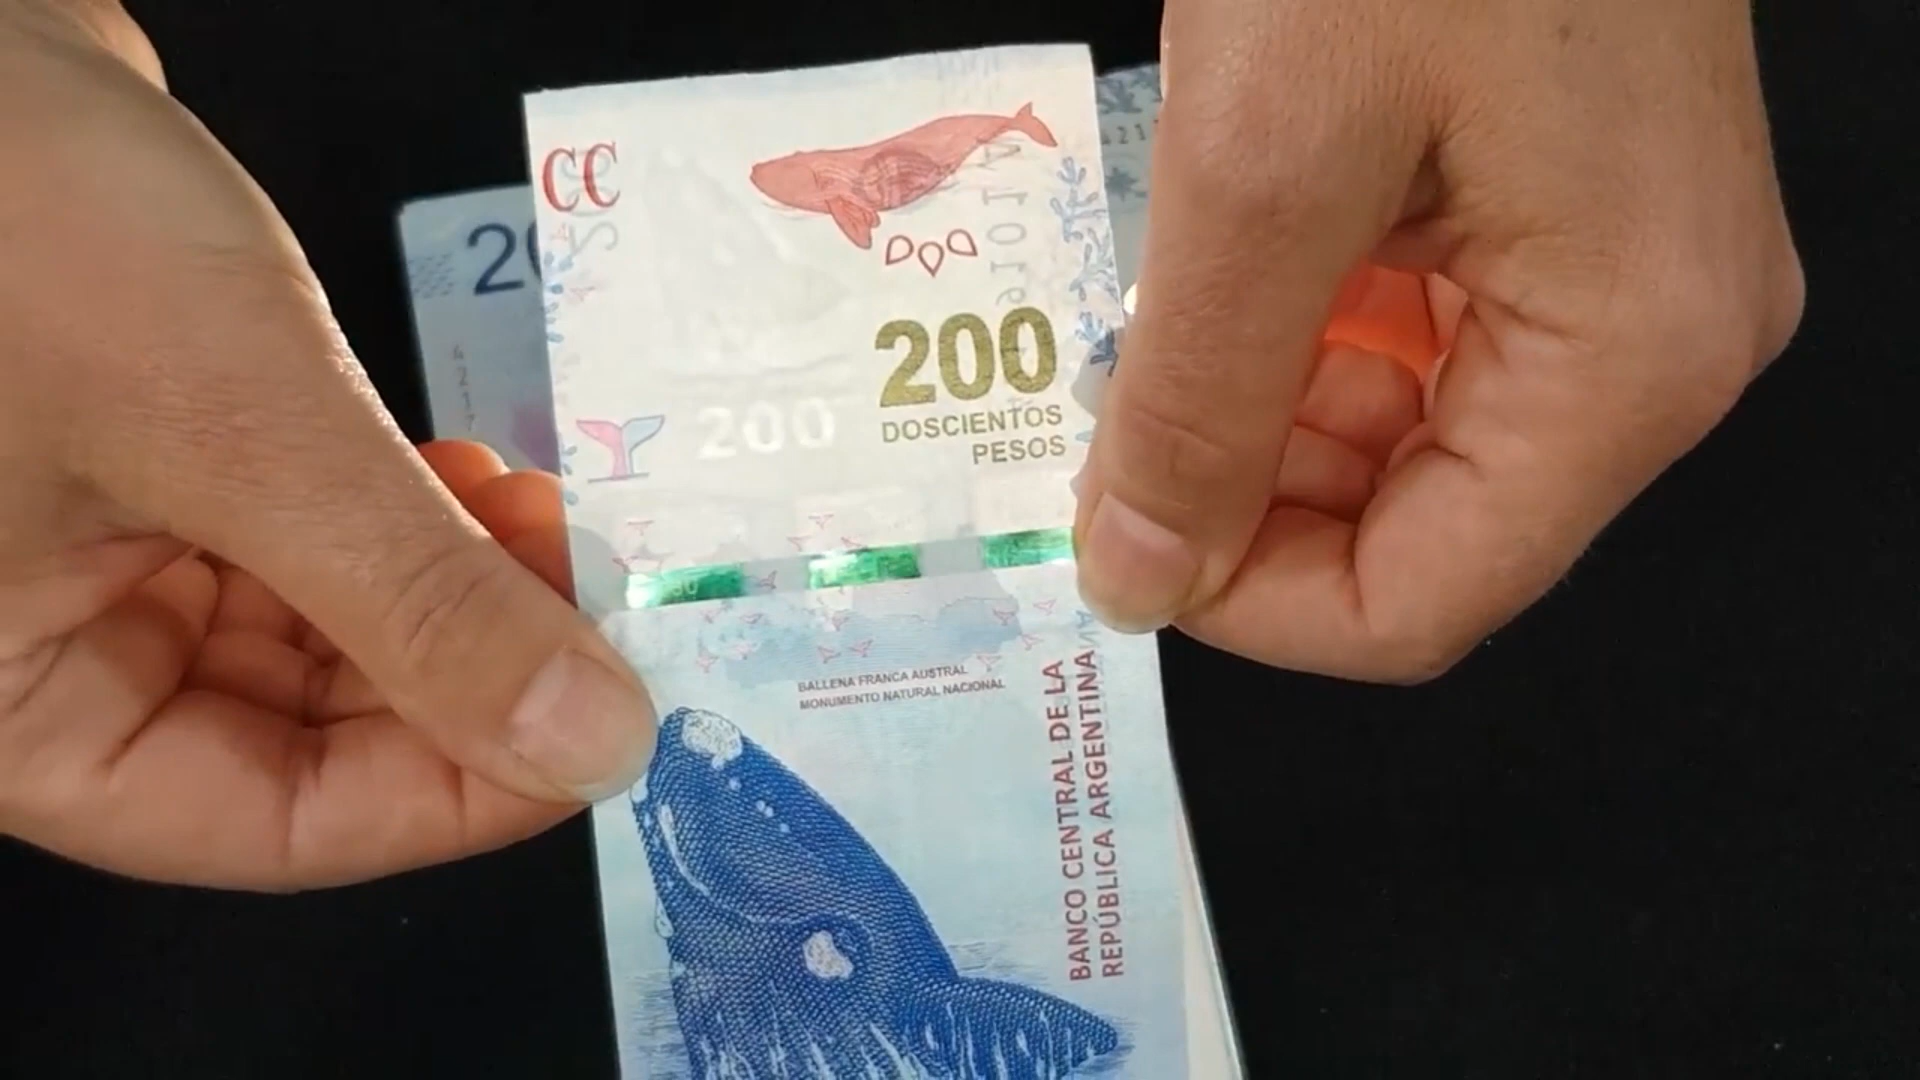 CC
200
DOSCIENTOS
PESOS
200
BALLENA FRANCA AUSTRAL
MONUMENTO NATURAL NACIONAL
BANCO CENTRAL DE LA
REPÚBLICA ARGENTINA